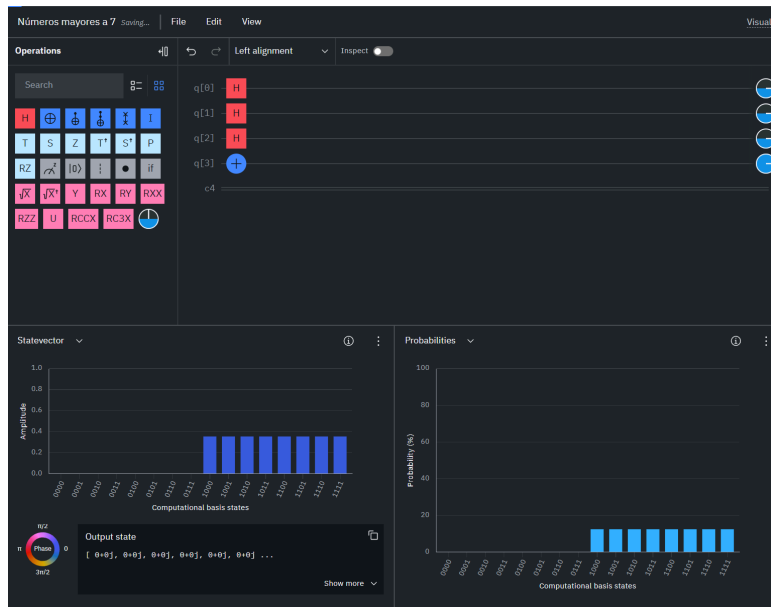 Números mayores a 7 Saving... File Edit View Visual
Operations Left alignment Inspect
Search
H I
T S Z T† S† P
RZ z |0⟩ if
√X √X† Y RX RY RXX
RZZ U RCCX RC3X
q[0] H
q[1] H
q[2] H
q[3] +
c4
Statevector
1.0
0.8
0.6
0.4
0.2
0.0
Amplitude
0000 0001 0010 0011 0100 0101 0110 0111 1000 1001 1010 1011 1100 1101 1110 1111
Computational basis states
π/2
π Phase 0
3π/2
Output state
[ 0+0j, 0+0j, 0+0j, 0+0j, 0+0j, 0+0j ...
Show more
Probabilities
100
80
60
40
20
0
Probability (%)
0000 0001 0010 0011 0100 0101 0110 0111 1000 1001 1010 1011 1100 1101 1110 1111
Computational basis states